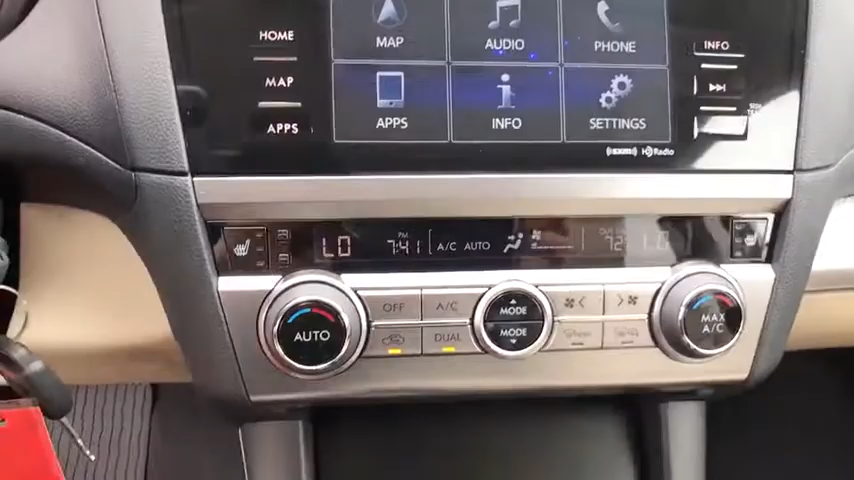 HOME
MAP
APPS
MAP
AUDIO
PHONE
APPS
INFO
SETTINGS
((SiriusXM))
HD Radio
INFO
LO
PM
7:41
A/C AUTO
72
LO
AUTO
OFF
A/C
DUAL
MODE
MODE
MAX A/C